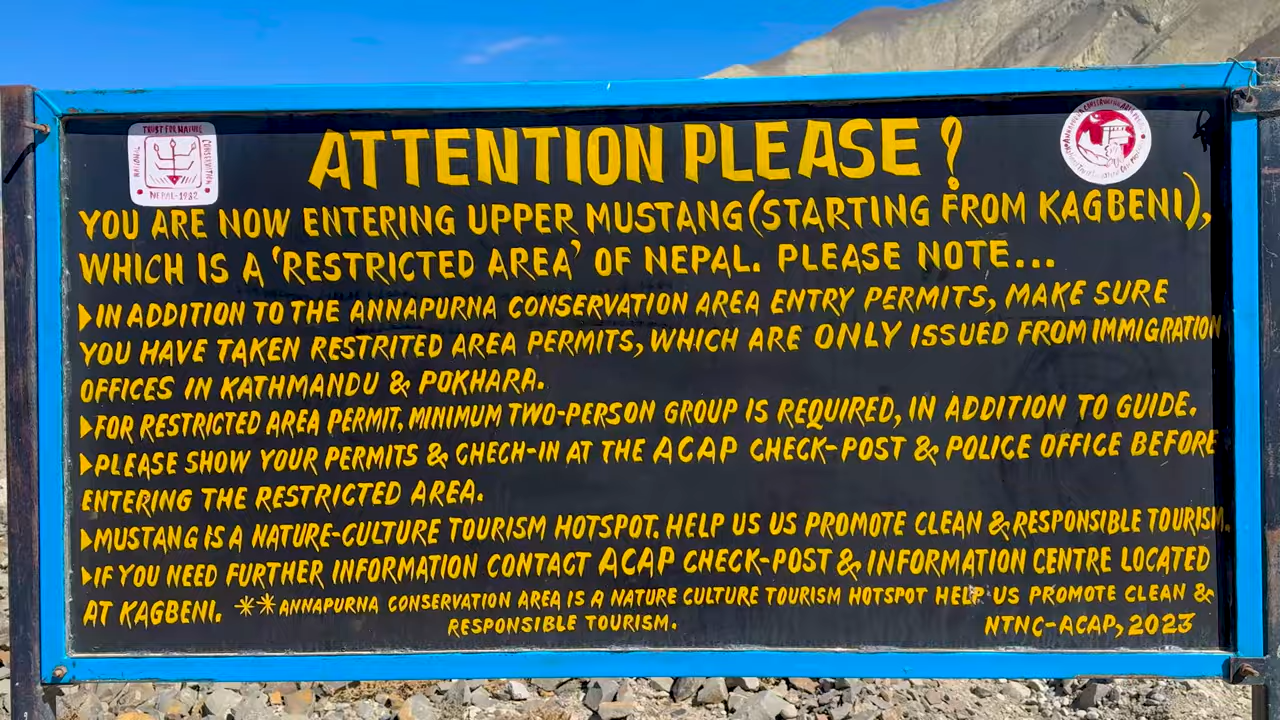 TRUST FOR NATURE
NATIONAL
CONSERVATION
NEPAL-1982
ATTENTION PLEASE!
YOU ARE NOW ENTERING UPPER MUSTANG (STARTING FROM KAGBENI),
WHICH IS A 'RESTRICTED AREA' OF NEPAL. PLEASE NOTE...
▶IN ADDITION TO THE ANNAPURNA CONSERVATION AREA ENTRY PERMITS, MAKE SURE
YOU HAVE TAKEN RESTRITED AREA PERMITS, WHICH ARE ONLY ISSUED FROM IMMIGRATION
OFFICES IN KATHMANDU & POKHARA.
▶FOR RESTRICTED AREA PERMIT, MINIMUM TWO-PERSON GROUP IS REQUIRED, IN ADDITION TO GUIDE.
▶PLEASE SHOW YOUR PERMITS & CHECH-IN AT THE ACAP CHECK-POST & POLICE OFFICE BEFORE
ENTERING THE RESTRICTED AREA.
▶MUSTANG IS A NATURE-CULTURE TOURISM HOTSPOT. HELP US US PROMOTE CLEAN & RESPONSIBLE TOURISM.
▶IF YOU NEED FURTHER INFORMATION CONTACT ACAP CHECK-POST & INFORMATION CENTRE LOCATED
AT KAGBENI. **ANNAPURNA CONSERVATION AREA IS A NATURE CULTURE TOURISM HOTSPOT HELP US PROMOTE CLEAN &
RESPONSIBLE TOURISM.
NTNC-ACAP, 2023